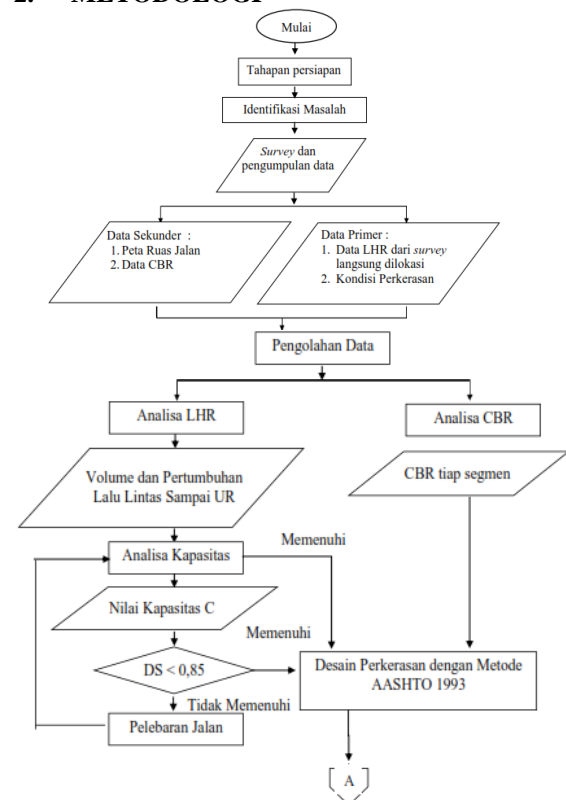 2. METODOLOGI
Mulai
Tahapan persiapan
Identifikasi Masalah
Survey dan
pengumpulan data
Data Sekunder :
1. Peta Ruas Jalan
2. Data CBR
Data Primer :
1. Data LHR dari survey
langsung dilokasi
2. Kondisi Perkerasan
Pengolahan Data
Analisa LHR
Analisa CBR
Volume dan Pertumbuhan
Lalu Lintas Sampai UR
CBR tiap segmen
Analisa Kapasitas
Memenuhi
Nilai Kapasitas C
Memenuhi
DS < 0,85
Desain Perkerasan dengan Metode
AASHTO 1993
Tidak Memenuhi
Pelebaran Jalan
A